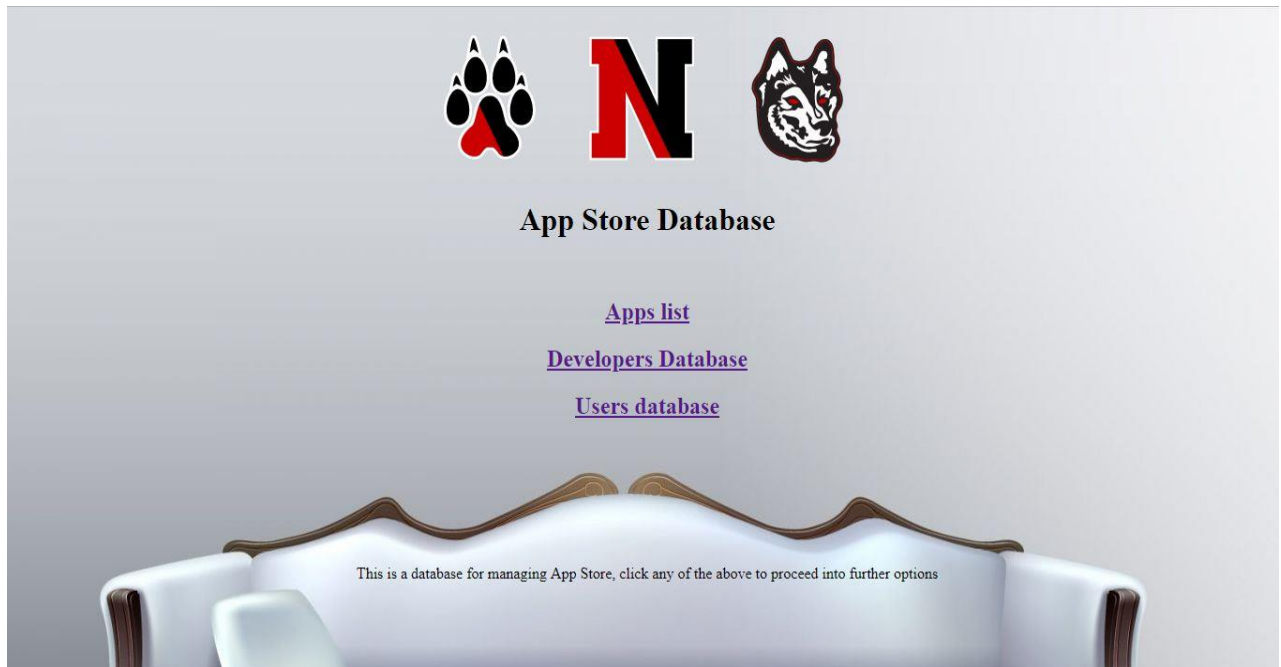 N
App Store Database
Apps list
Developers Database
Users database
This is a database for managing App Store, click any of the above to proceed into further options